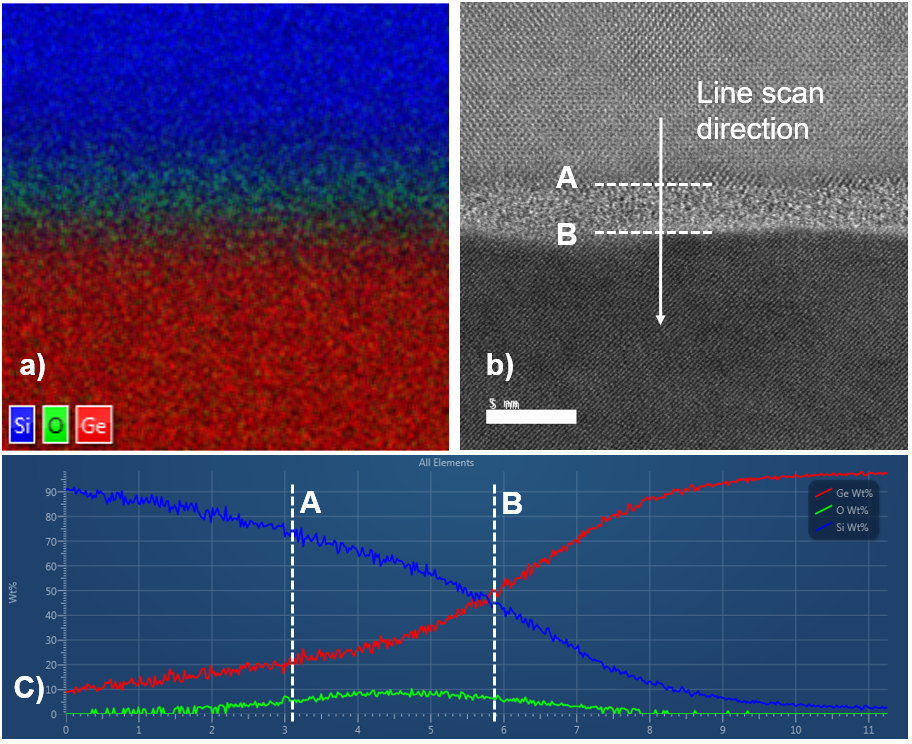 a)
Si O Ge
Line scan
direction
A
B
b)
5 nm
All Elements
Wt%
90
80
70
60
50
40
30
20
10
0
A
B
Ge Wt%
O Wt%
Si Wt%
C)
0 1 2 3 4 5 6 7 8 9 10 11